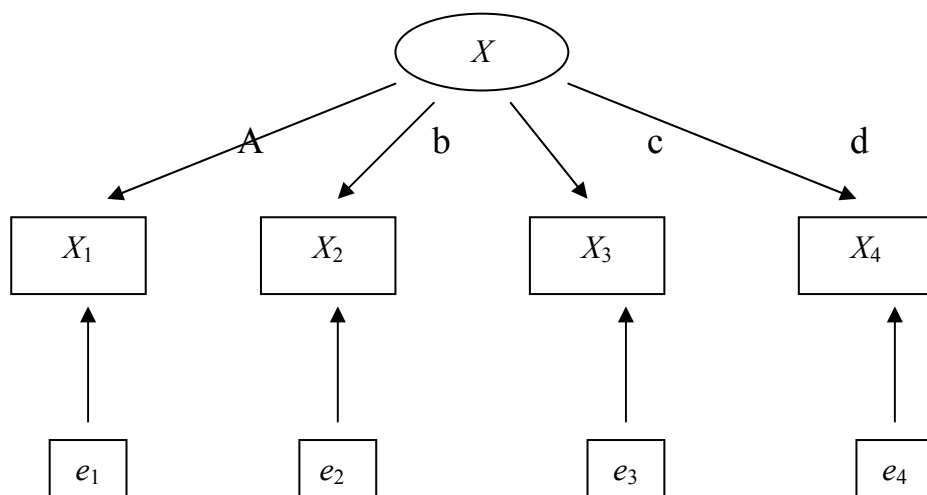 X
A b c d
X₁ X₂ X₃ X₄
e₁ e₂ e₃ e₄